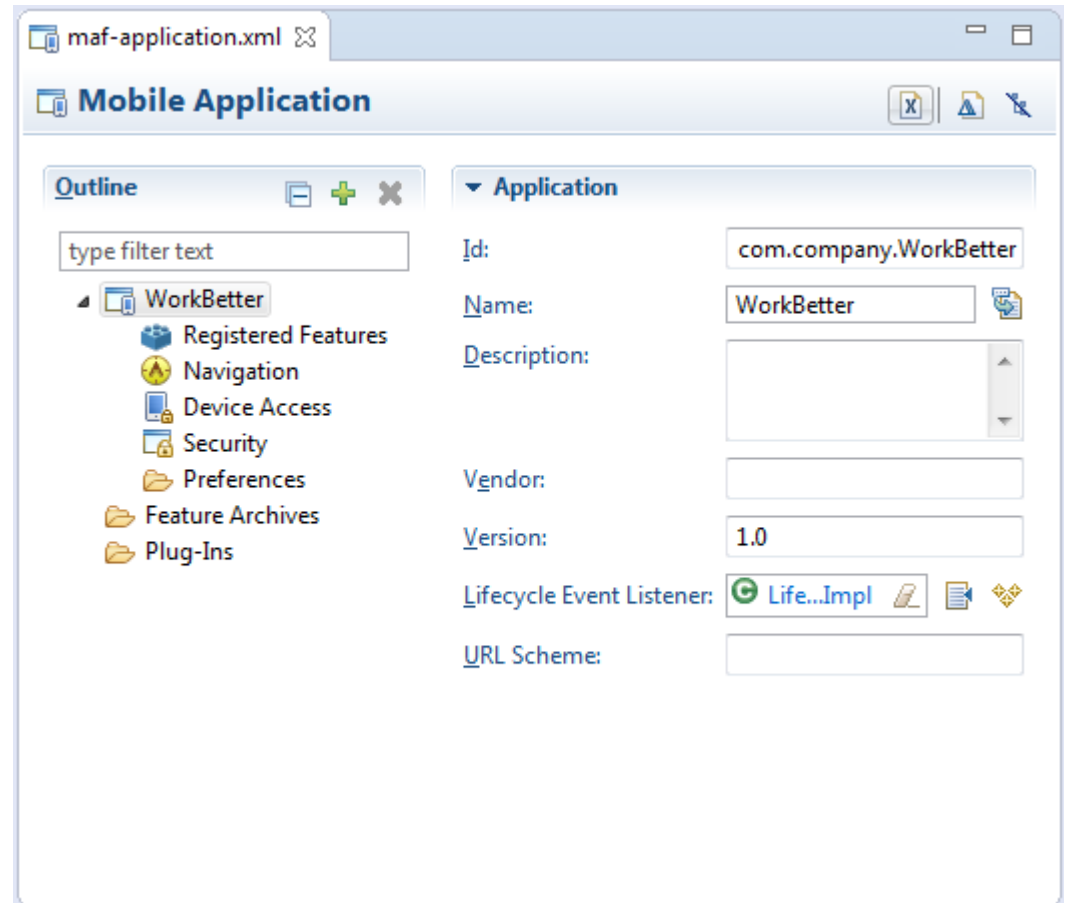 maf-application.xml
Mobile Application
Outline
type filter text
WorkBetter
Registered Features
Navigation
Device Access
Security
Preferences
Feature Archives
Plug-Ins
Application
Id: com.company.WorkBetter
Name: WorkBetter
Description:
Vendor:
Version: 1.0
Lifecycle Event Listener: Life...Impl
URL Scheme: